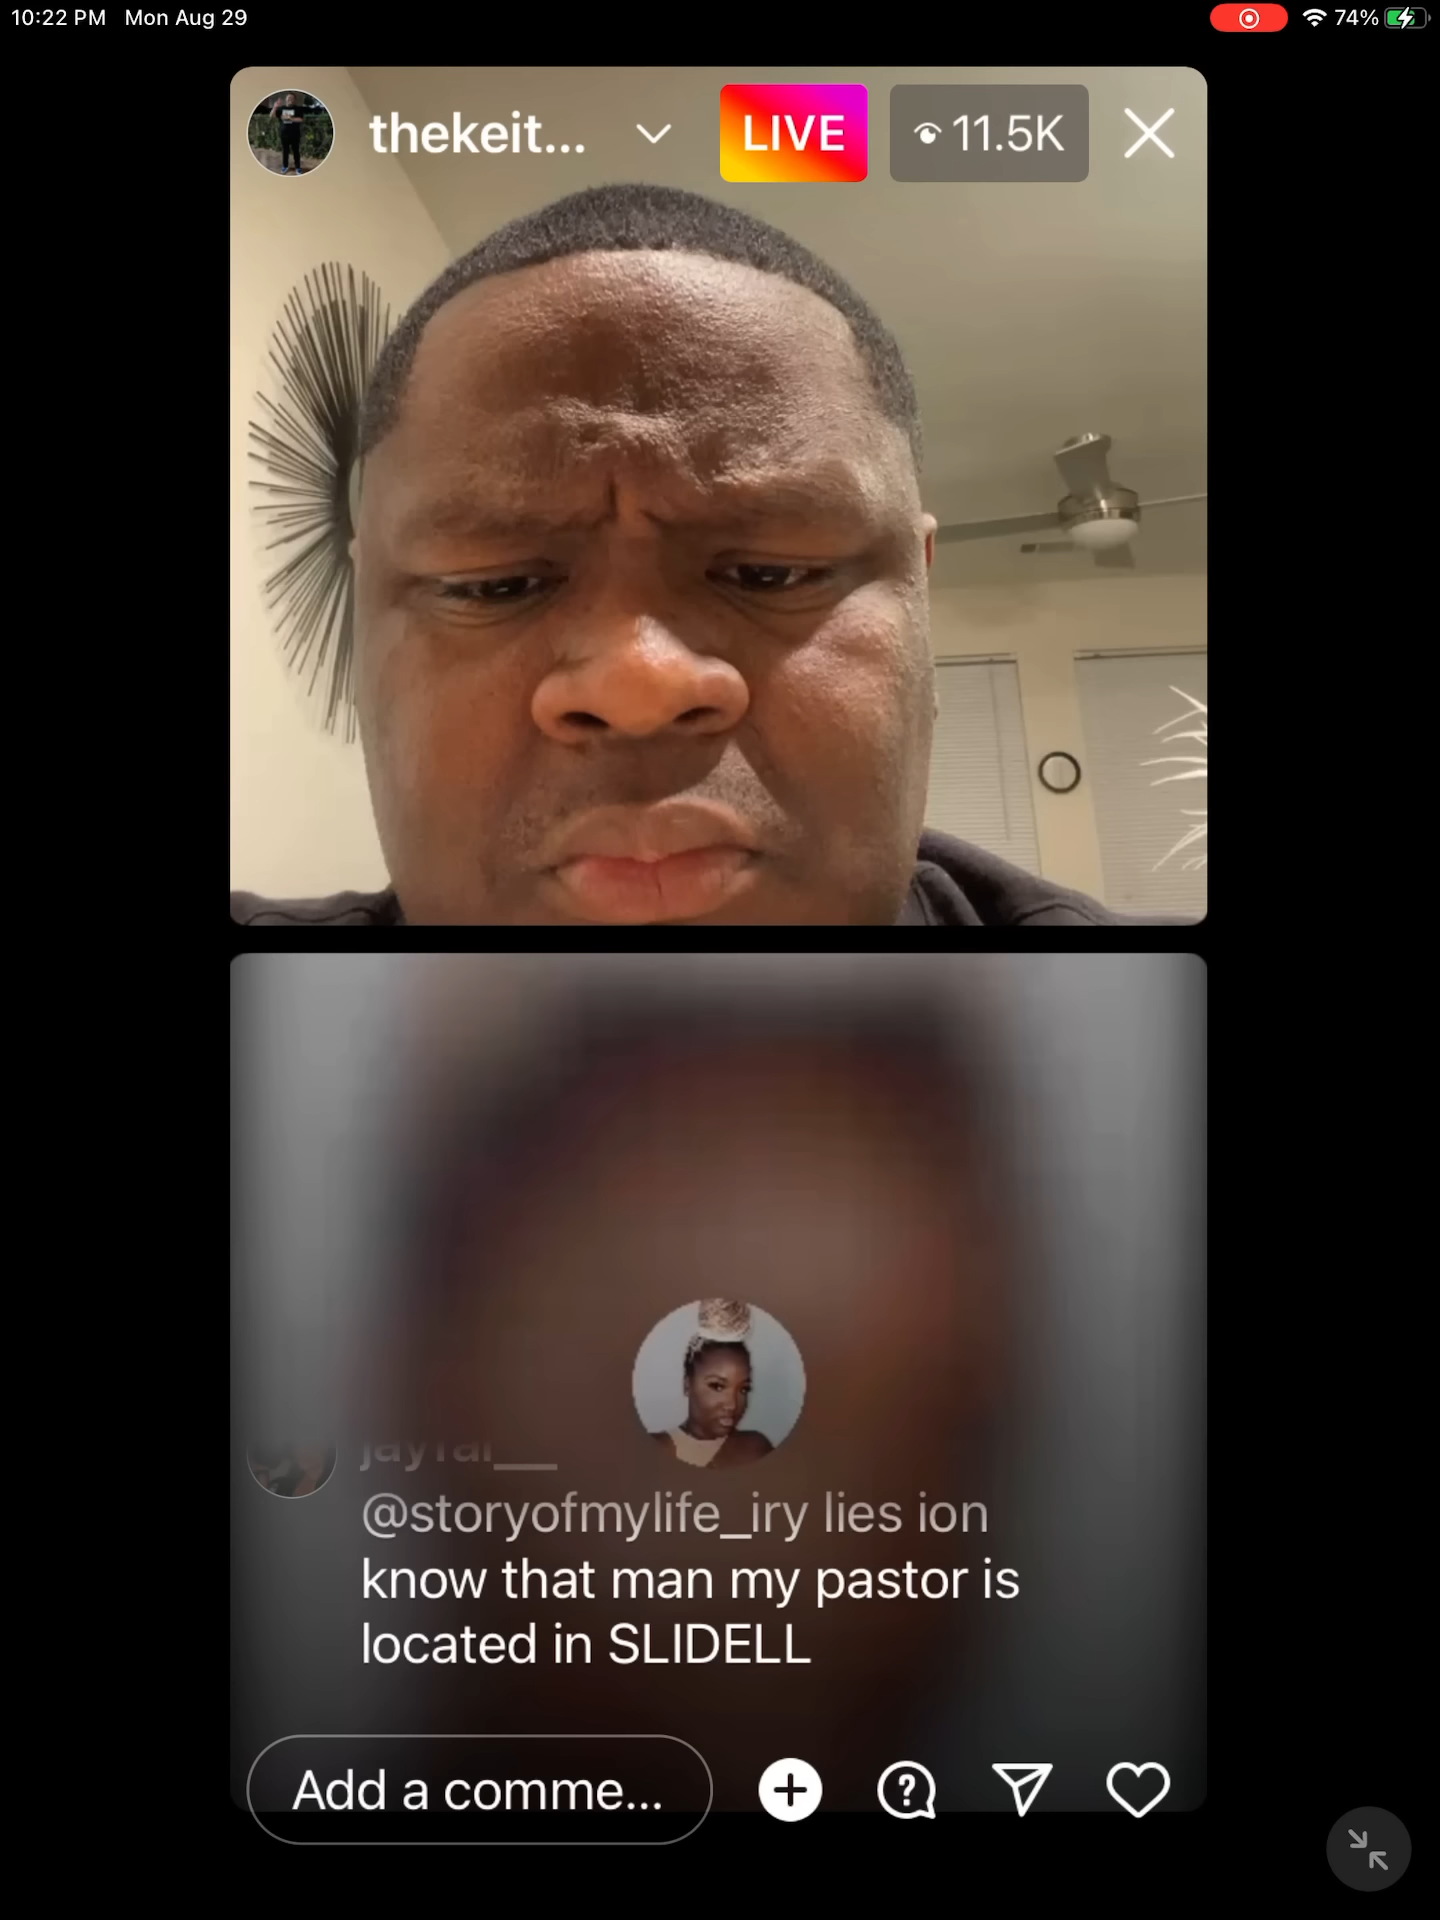 10:22 PM Mon Aug 29
74%
thekeit...
LIVE
11.5K
@storyofmylife_iry lies ion
know that man my pastor is
located in SLIDELL
Add a comme...